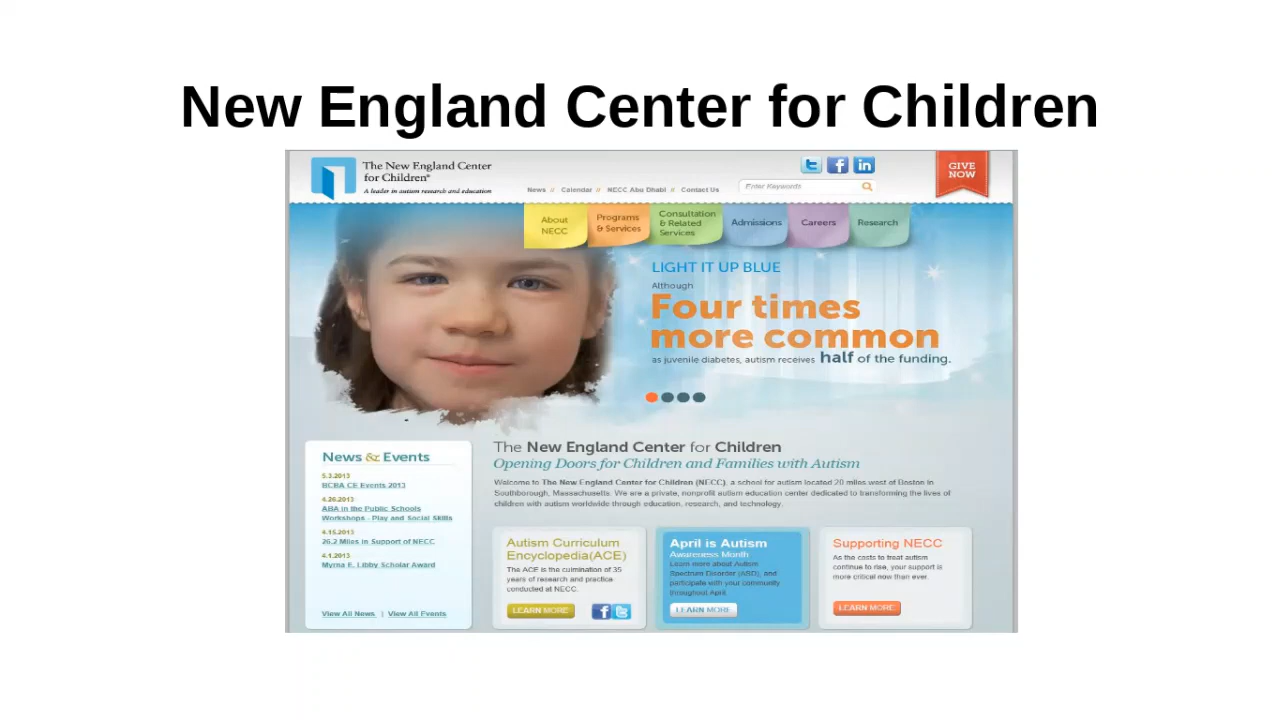 New England Center for Children
The New England Center
for Children®
A leader in autism research and education
News // Calendar // NECC Abu Dhabi // Contact Us
Enter Keywords
GIVE
NOW
About
NECC
Programs
& Services
Consultation
& Related
Services
Admissions
Careers
Research
LIGHT IT UP BLUE
Although
Four times
more common
as juvenile diabetes, autism receives half of the funding.
News & Events
5.3.2013
BCBA CE Events 2013
4.26.2013
ABA in the Public Schools
Workshops - Play and Social Skills
4.15.2013
26.2 Miles in Support of NECC
4.1.2013
Myrna E. Libby Scholar Award
View All News | View All Events
The New England Center for Children
Opening Doors for Children and Families with Autism
Welcome to The New England Center for Children (NECC), a school for autism located 20 miles west of Boston in
Southborough, Massachusetts. We are a private, nonprofit autism education center dedicated to transforming the lives of
children with autism worldwide through education, research, and technology.
Autism Curriculum
Encyclopedia(ACE)
The ACE is the culmination of 35
years of research and practice
conducted at NECC.
LEARN MORE
April is Autism
Awareness Month
Learn more about Autism
Spectrum Disorder (ASD), and
participate with your community
throughout April.
LEARN MORE
Supporting NECC
As the costs to treat autism
continue to rise, your support is
more critical now than ever.
LEARN MORE